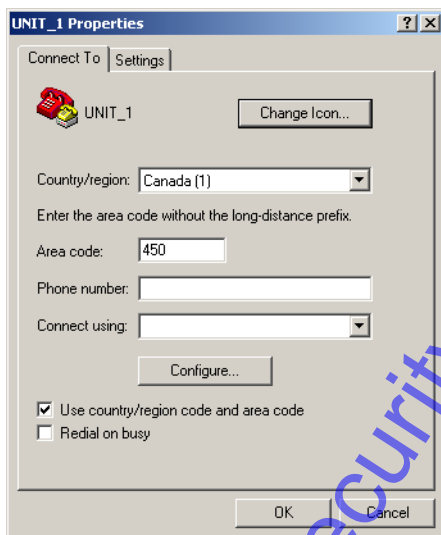 UNIT_1 Properties
Connect To Settings
UNIT_1
Change Icon...
Country/region: Canada (1)
Enter the area code without the long-distance prefix.
Area code: 450
Phone number:
Connect using:
Configure...
Use country/region code and area code
Redial on busy
OK Cancel